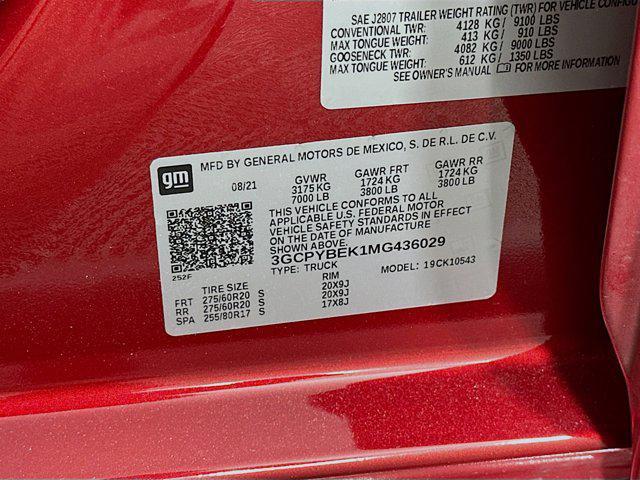 SAE J2807 TRAILER WEIGHT RATING (TWR) FOR VEHICLE
CONVENTIONAL TWR: 4128 KG / 9100 LBS
MAX TONGUE WEIGHT: 413 KG / 910 LBS
GOOSENECK TWR: 4082 KG / 9000 LBS
MAX TONGUE WEIGHT: 612 KG / 1350 LBS
SEE OWNER'S MANUAL FOR MORE INFORMATION
gm
MFD BY GENERAL MOTORS DE MEXICO, S. DE R.L. DE C.V.
08/21 GVWR GAWR FRT GAWR RR
3175 KG 1724 KG 1724 KG
7000 LB 3800 LB 3800 LB
THIS VEHICLE CONFORMS TO ALL
APPLICABLE U.S. FEDERAL MOTOR
VEHICLE SAFETY STANDARDS IN EFFECT
ON THE DATE OF MANUFACTURE
SHOWN ABOVE.
3GCPYBEK1MG436029
252F
TYPE: TRUCK MODEL: 19CK10543
TIRE SIZE RIM
FRT 275/60R20 S 20X9J
RR 275/60R20 S 20X9J
SPA 255/80R17 S 17X8J